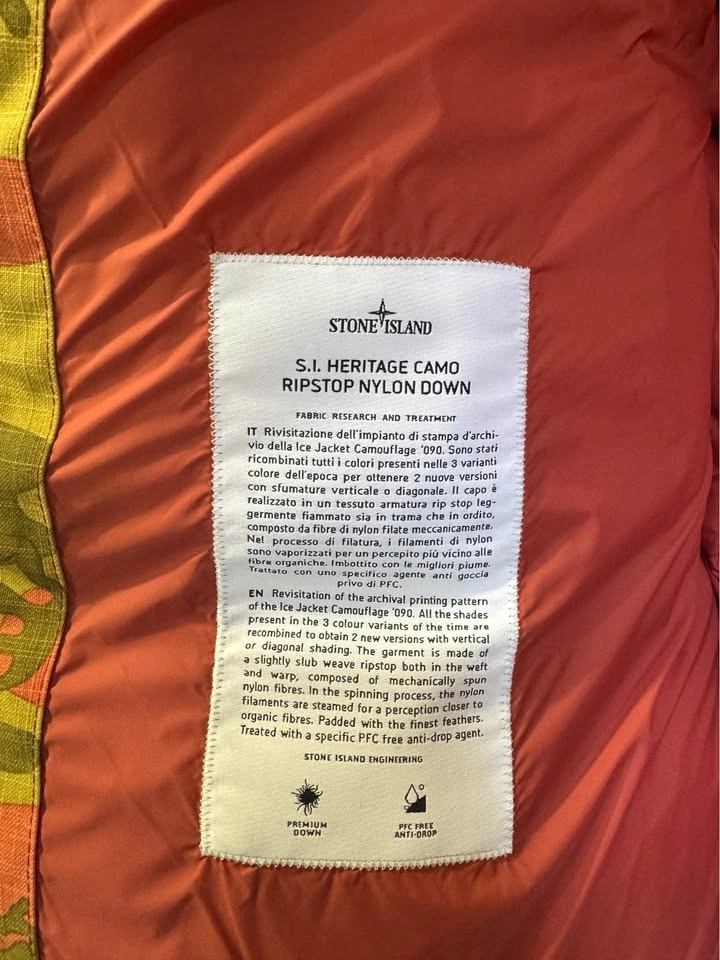 STONE ISLAND
S.I. HERITAGE CAMO
RIPSTOP NYLON DOWN
FABRIC RESEARCH AND TREATMENT
IT Rivisitazione dell'impianto di stampa d'archi-
vio della Ice Jacket Camouflage '090. Sono stati
ricombinati tutti i colori presenti nelle 3 varianti
colore dell'epoca per ottenere 2 nuove versioni
con sfumature verticale o diagonale. Il capo è
realizzato in un tessuto armatura rip stop leg-
germente fiammato sia in trama che in ordito,
composto da fibre di nylon filate meccanicamente.
Nel processo di filatura, i filamenti di nylon
sono vaporizzati per un percepito più vicino alle
fibre organiche. Imbottito con le migliori piume.
Trattato con uno specifico agente anti goccia
privo di PFC.
EN Revisitation of the archival printing pattern
of the Ice Jacket Camouflage '090. All the shades
present in the 3 colour variants of the time are
recombined to obtain 2 new versions with vertical
or diagonal shading. The garment is made of
a slightly slub weave ripstop both in the weft
and warp, composed of mechanically spun
nylon fibres. In the spinning process, the nylon
filaments are steamed for a perception closer to
organic fibres. Padded with the finest feathers.
Treated with a specific PFC free anti-drop agent.
STONE ISLAND ENGINEERING
PREMIUM
DOWN
PFC FREE
ANTI-DROP